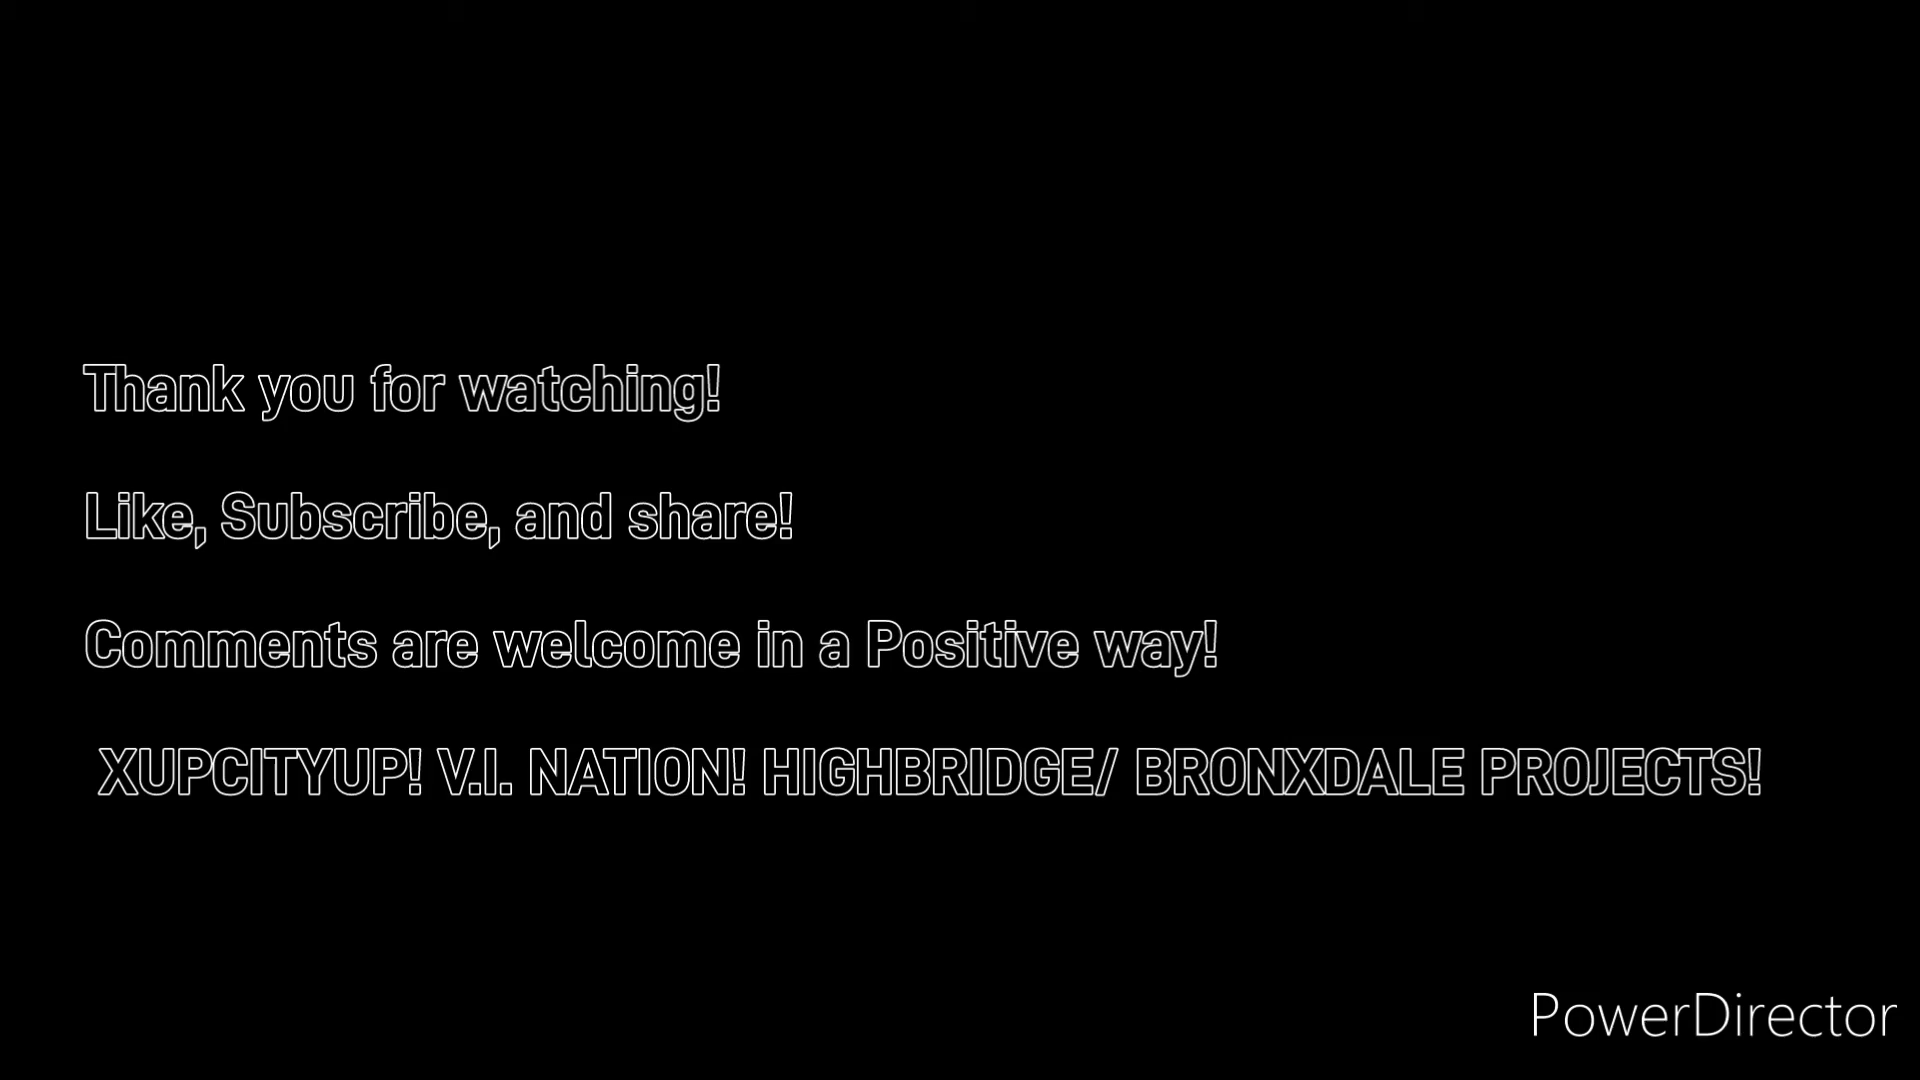 Thank you for watching!
Like, Subscribe, and share!
Comments are welcome in a Positive way!
XUPCITYUP! V.I. NATION! HIGHBRIDGE/ BRONXDALE PROJECTS!
PowerDirector